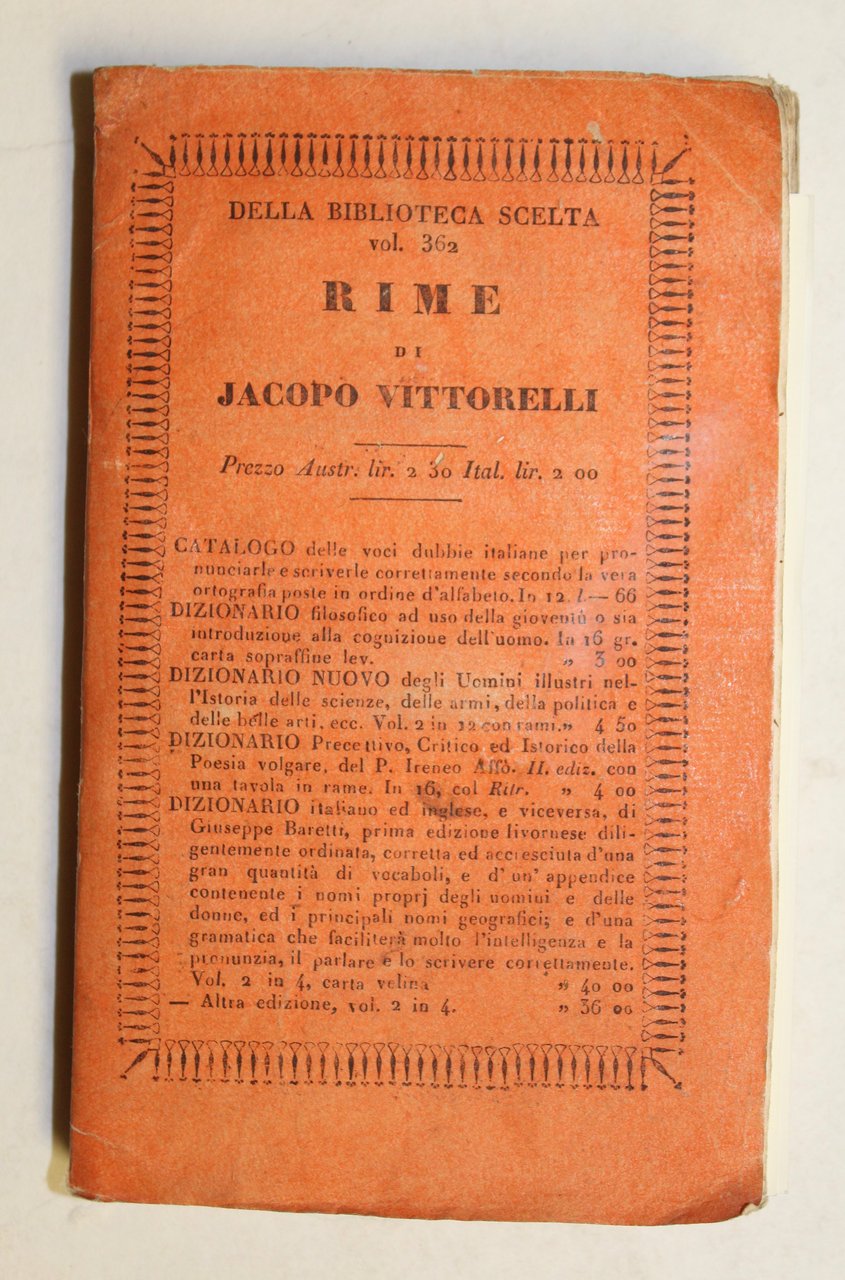 DELLA BIBLIOTECA SCELTA
vol. 362
RIME
DI
JACOPO VITTORELLI
Prezzo Austr. lir. 2 30 Ital. lir. 2 00
CATALOGO delle voci dubbie italiane per pro-
nunciarle e scriverle correttamente secondo la vera
ortografia poste in ordine d'alfabeto. In 12. l.— 66
DIZIONARIO filosofico ad uso della gioventù o sia
introduzione alla cognizione dell'uomo. In 16 gr.
carta sopraffine lev. „ 3 00
DIZIONARIO NUOVO degli Uomini illustri nel-
l'Istoria delle scienze, delle armi, della politica e
delle belle arti, ecc. Vol. 2 in 12 con rami. „ 4 50
DIZIONARIO Precettivo, Critico ed Istorico della
Poesia volgare, del P. Ireneo Affò. II. ediz. con
una tavola in rame. In 16, col Ritr. „ 4 00
DIZIONARIO italiano ed inglese, e viceversa, di
Giuseppe Baretti, prima edizione livornese dili-
gentemente ordinata, corretta ed accresciuta d'una
gran quantità di vocaboli, e d'un' appendice
contenente i nomi proprj degli uomini e delle
donne, ed i principali nomi geografici; e d'una
gramatica che faciliterà molto l'intelligenza e la
pronunzia, il parlare e lo scrivere correttamente.
Vol. 2 in 4, carta velina „ 40 00
— Altra edizione, vol. 2 in 4. „ 36 00